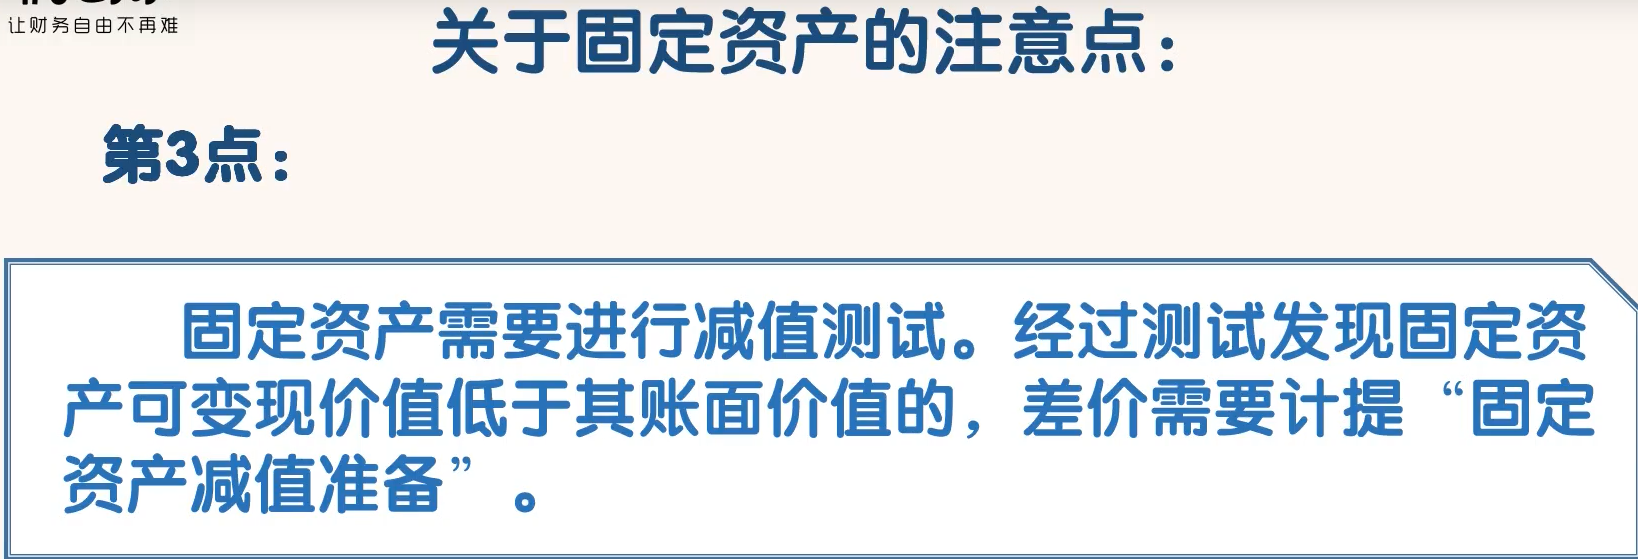 让财务自由不再难
关于固定资产的注意点：
第3点：
固定资产需要进行减值测试。经过测试发现固定资
产可变现价值低于其账面价值的，差价需要计提“固定
资产减值准备”。